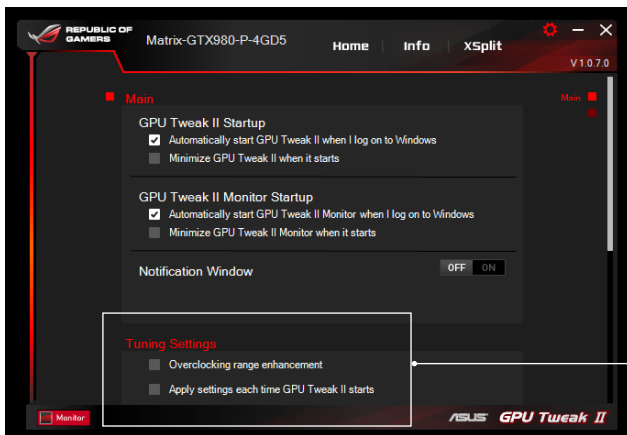 REPUBLIC OF
GAMERS
Matrix-GTX980-P-4GD5
Home
Info
XSplit
V 1.0.7.0
Main
Main
GPU Tweak II Startup
Automatically start GPU Tweak II when I log on to Windows
Minimize GPU Tweak II when it starts
GPU Tweak II Monitor Startup
Automatically start GPU Tweak II Monitor when I log on to Windows
Minimize GPU Tweak II Monitor when it starts
Notification Window
OFF ON
Tuning Settings
Overclocking range enhancement
Apply settings each time GPU Tweak II starts
Monitor
ASUS GPU Tweak II